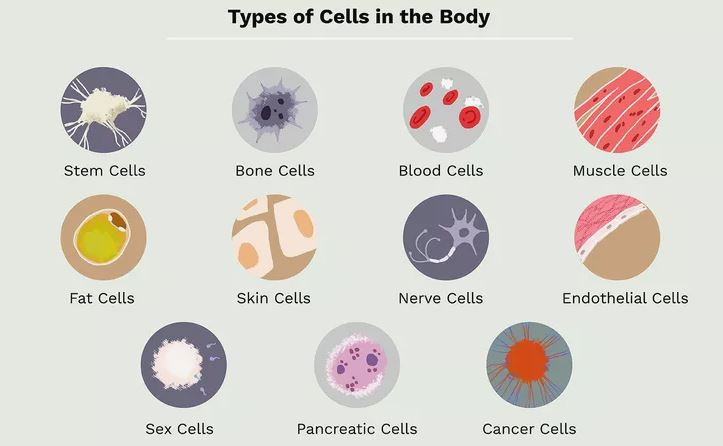 Types of Cells in the Body
Stem Cells
Bone Cells
Blood Cells
Muscle Cells
Fat Cells
Skin Cells
Nerve Cells
Endothelial Cells
Sex Cells
Pancreatic Cells
Cancer Cells